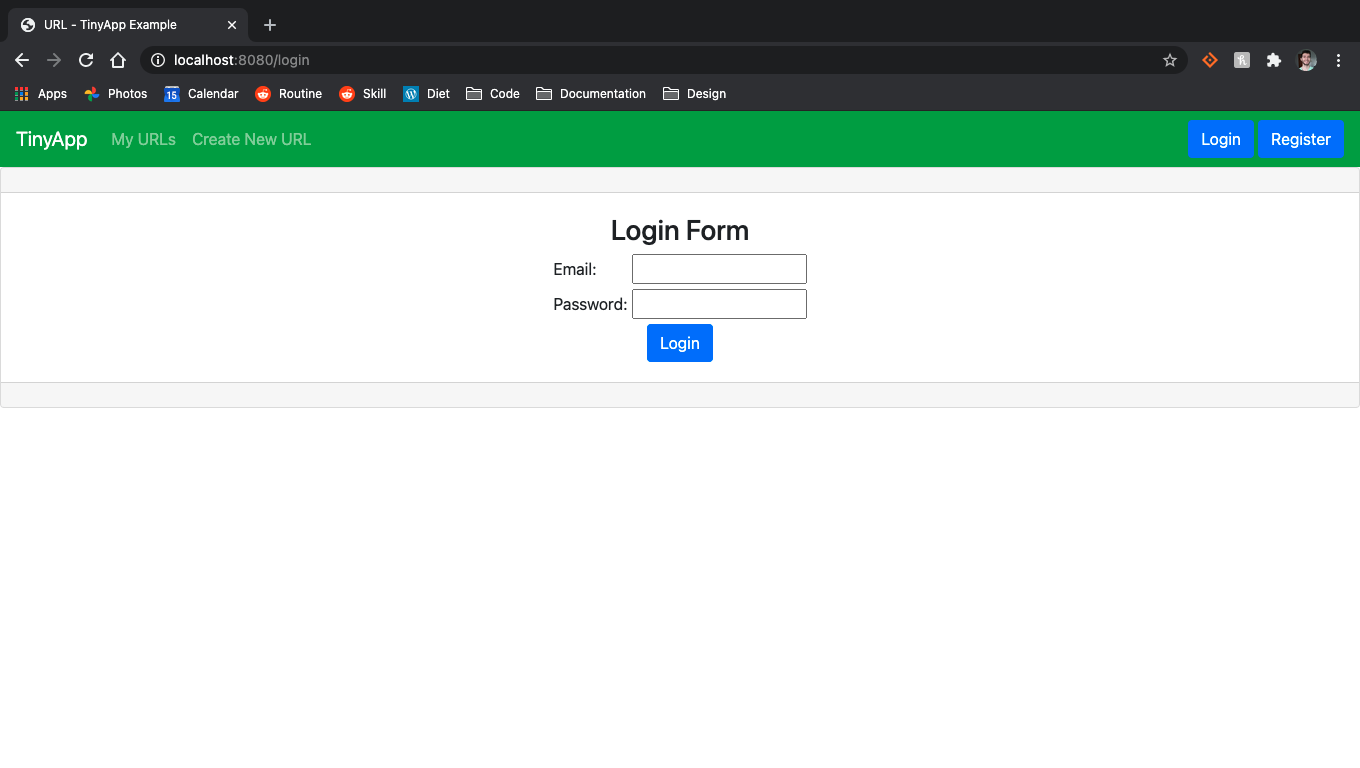 URL - TinyApp Example
localhost:8080/login
Apps Photos 15 Calendar Routine Skill Diet Code Documentation Design
TinyApp My URLs Create New URL Login Register
Login Form
Email:
Password:
Login